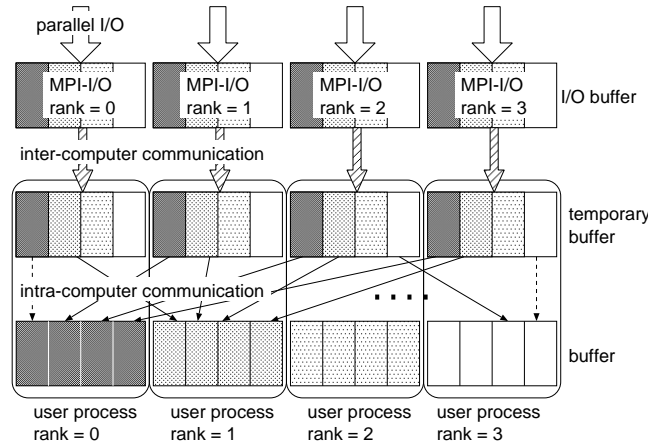 parallel I/O
MPI-I/O
rank = 0
MPI-I/O
rank = 1
MPI-I/O
rank = 2
MPI-I/O
rank = 3
I/O buffer
inter-computer communication
temporary
buffer
intra-computer communication
. . . .
buffer
user process
rank = 0
user process
rank = 1
user process
rank = 2
user process
rank = 3